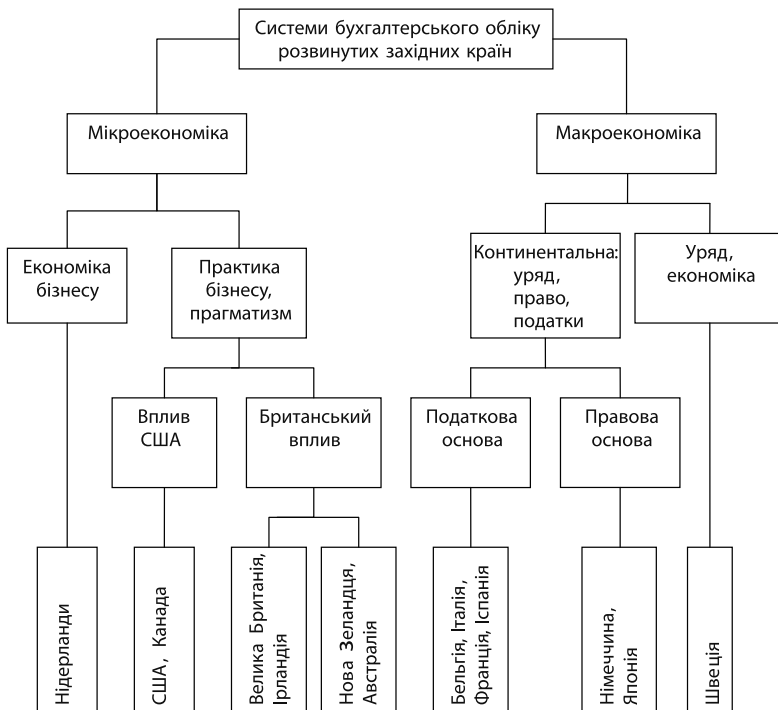 Системи бухгалтерського обліку
розвинутих західних країн
Мікроекономіка
Макроекономіка
Економіка
бізнесу
Практика
бізнесу,
прагматизм
Континентальна:
уряд,
право,
податки
Уряд,
економіка
Вплив
США
Британський
вплив
Податкова
основа
Правова
основа
Нідерланди
США, Канада
Велика Британія,
Ірландія
Нова Зеландця,
Австралія
Бельгія, Італія,
Франція, Іспанія
Німеччина,
Японія
Швеція